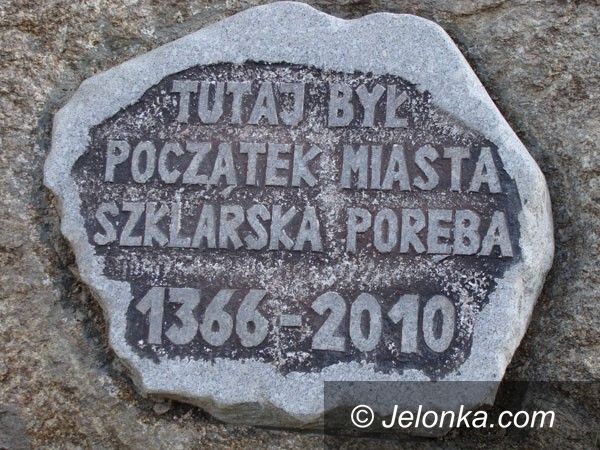 TUTAJ BYŁ
POCZĄTEK MIASTA
SZKLARSKA PORĘBA
1366-2010
© Jelonka.com